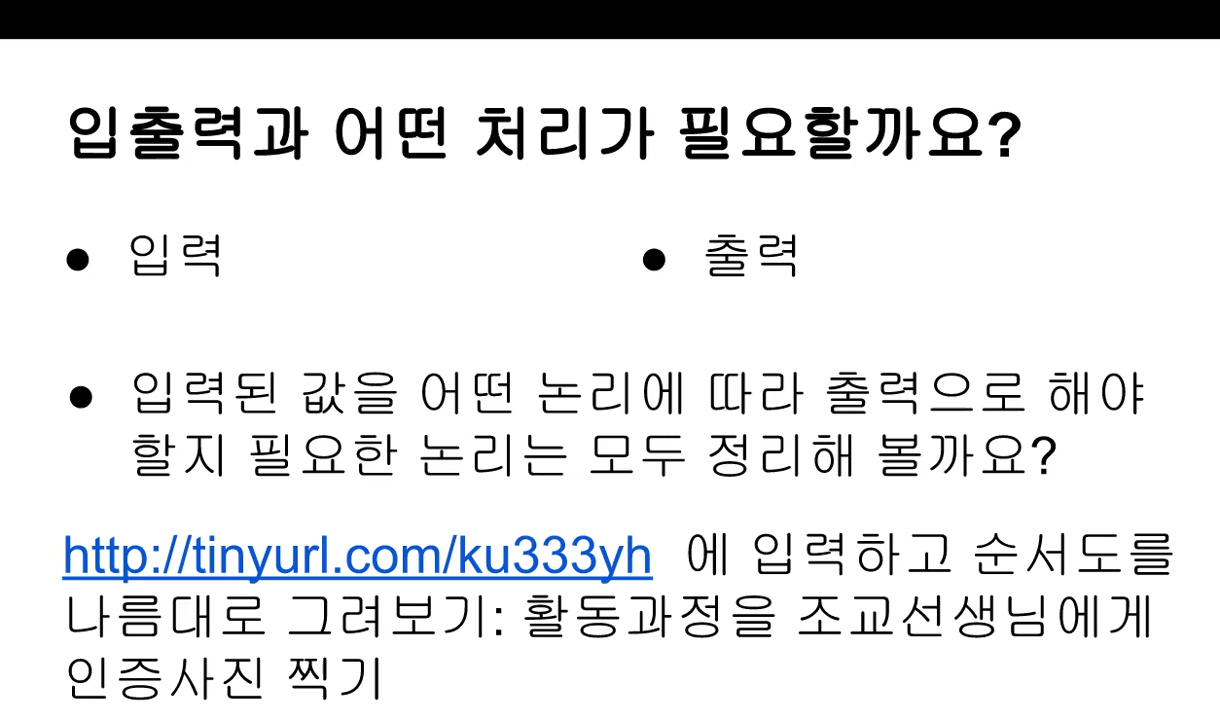 입출력과 어떤 처리가 필요할까요?
● 입력
● 출력
● 입력된 값을 어떤 논리에 따라 출력으로 해야
할지 필요한 논리는 모두 정리해 볼까요?
http://tinyurl.com/ku333yh 에 입력하고 순서도를
나름대로 그려보기: 활동과정을 조교선생님에게
인증사진 찍기